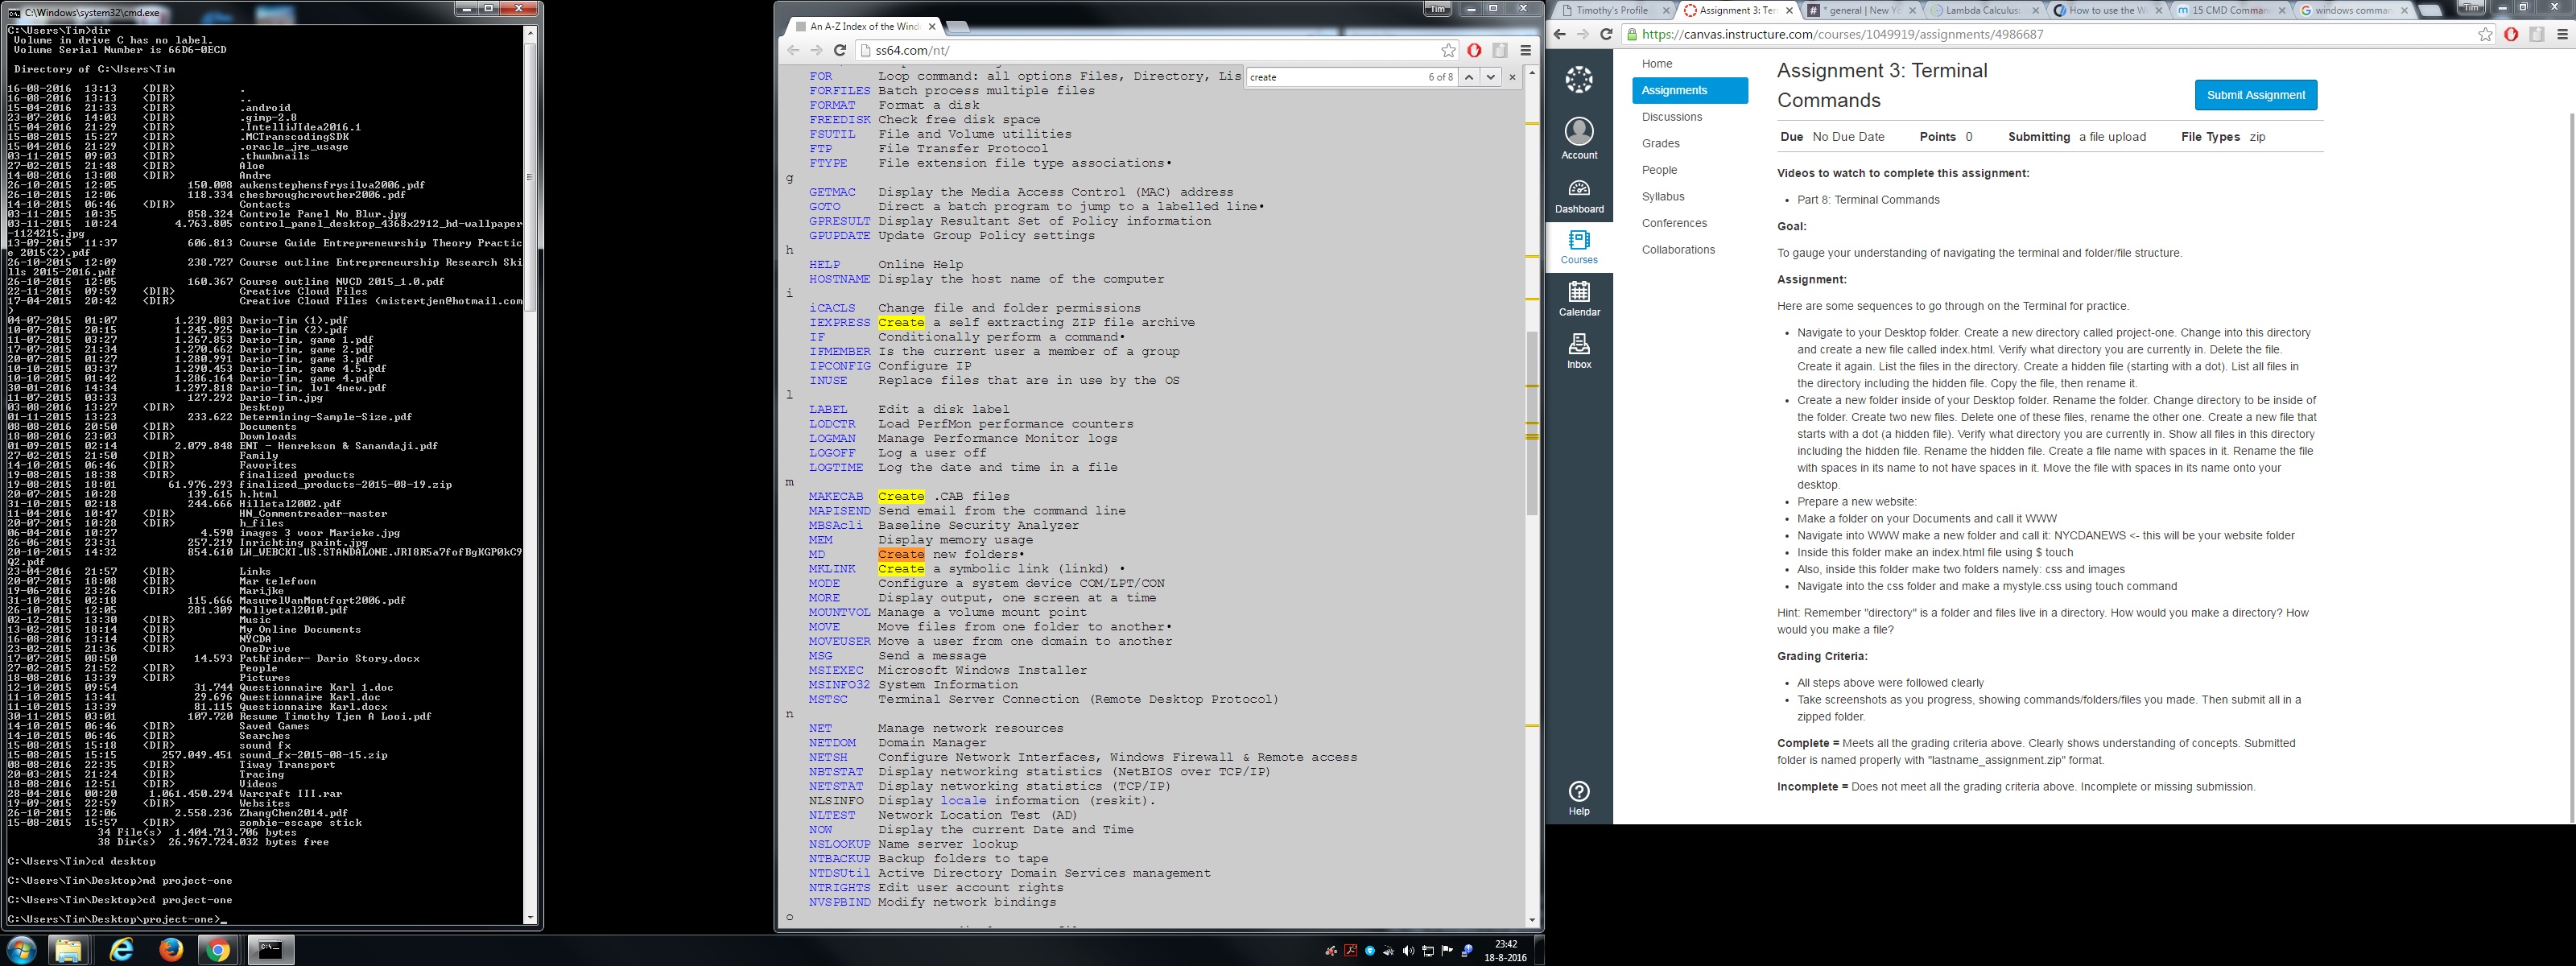 C:\Windows\system32\cmd.exe
C:\Users\Tim>dir
Volume in drive C has no label.
Volume Serial Number is 66D6-0ECD
Directory of C:\Users\Tim
16-08-2016  13:13    <DIR>          .
16-08-2016  13:13    <DIR>          ..
15-04-2016  21:33    <DIR>          .android
23-07-2016  14:03    <DIR>          .gimp-2.8
15-04-2016  21:29    <DIR>          .IntelliJIdea2016.1
15-08-2015  15:27    <DIR>          .MCTranscodingSDK
15-04-2016  21:29    <DIR>          .oracle_jre_usage
03-11-2015  09:03    <DIR>          .thumbnails
27-02-2015  21:48    <DIR>          Aloe
14-08-2016  13:08    <DIR>          Andre
26-10-2015  12:05           150.008 aukenstephensfrysilva2006.pdf
26-10-2015  12:06           118.334 chesbroughcrowther2006.pdf
14-10-2015  06:46    <DIR>          Contacts
03-11-2015  10:35           858.324 Controle Panel No Blur.jpg
03-11-2015  10:24         4.763.805 control_panel_desktop_4368x2912_hd-wallpaper
-1124215.jpg
13-09-2015  11:37           606.813 Course Guide Entrepreneurship Theory Practic
e 2015(2).pdf
26-10-2015  12:09           238.727 Course outline Entrepreneurship Research Ski
lls 2015-2016.pdf
26-10-2015  12:05           160.367 Course outline NVCD 2015_1.0.pdf
22-11-2015  09:59    <DIR>          Creative Cloud Files
17-04-2015  20:42    <DIR>          Creative Cloud Files (mistertjen@hotmail.com
)
04-07-2015  01:07         1.239.883 Dario-Tim (1).pdf
10-07-2015  20:15         1.245.925 Dario-Tim (2).pdf
11-07-2015  03:27         1.267.853 Dario-Tim, game 1.pdf
17-07-2015  21:34         1.270.662 Dario-Tim, game 2.pdf
20-07-2015  01:27         1.280.991 Dario-Tim, game 3.pdf
10-10-2015  03:37         1.290.453 Dario-Tim, game 4.5.pdf
10-10-2015  01:42         1.286.164 Dario-Tim, game 4.pdf
30-01-2016  14:34         1.297.818 Dario-Tim, lvl 4new.pdf
11-07-2015  03:33           127.292 Dario-Tim.jpg
03-08-2016  13:27    <DIR>          Desktop
01-11-2015  13:23           233.622 Determining-Sample-Size.pdf
08-08-2016  20:50    <DIR>          Documents
18-08-2016  23:03    <DIR>          Downloads
01-09-2015  02:14         2.079.848 ENT - Henrekson & Sanandaji.pdf
27-02-2015  21:50    <DIR>          Family
14-10-2015  06:46    <DIR>          Favorites
19-08-2015  18:38    <DIR>          finalized products
19-08-2015  18:01        61.976.293 finalized_products-2015-08-19.zip
20-07-2015  10:28           139.615 h.html
31-10-2015  02:18           244.666 Hilletal2002.pdf
11-04-2016  10:47    <DIR>          HN_Commentreader-master
20-07-2015  10:28    <DIR>          h_files
06-04-2016  10:27             4.590 images 3 voor Marieke.jpg
26-06-2015  23:31           257.219 Inrichting paint.jpg
20-10-2015  14:32           854.610 LH_WEBCKI.US.STANDALONE.JRI8R5a7fofBgKGP0kC9
Q2.pdf
23-04-2016  21:57    <DIR>          Links
20-07-2015  18:08    <DIR>          Mar telefoon
19-06-2016  23:26    <DIR>          Marijke
31-10-2015  02:18           115.666 MasurelVanMontfort2006.pdf
26-10-2015  12:05           281.309 Mollyetal2010.pdf
02-12-2015  13:30    <DIR>          Music
13-02-2015  18:14    <DIR>          My Online Documents
16-08-2016  13:14    <DIR>          NYCDA
23-02-2015  21:36    <DIR>          OneDrive
17-07-2015  08:50            14.593 Pathfinder- Dario Story.docx
27-02-2015  21:52    <DIR>          People
18-08-2016  13:39    <DIR>          Pictures
12-10-2015  09:54            31.744 Questionnaire Karl 1.doc
11-10-2015  13:41            29.696 Questionnaire Karl.doc
11-10-2015  13:39            81.115 Questionnaire Karl.docx
30-11-2015  03:01           107.720 Resume Timothy Tjen A Looi.pdf
14-10-2015  06:46    <DIR>          Saved Games
14-10-2015  06:46    <DIR>          Searches
15-08-2015  15:18    <DIR>          sound fx
15-08-2015  15:15       257.049.451 sound_fx-2015-08-15.zip
08-08-2016  22:35    <DIR>          Tiway Transport
20-03-2015  21:24    <DIR>          Tracing
18-08-2016  12:51    <DIR>          Videos
28-04-2016  00:20     1.061.450.294 Warcraft III.rar
19-09-2015  22:59    <DIR>          Websites
26-10-2015  12:06         2.558.236 ZhangChen2014.pdf
15-08-2015  15:57    <DIR>          zombie-escape stick
34 File(s)  1.404.713.706 bytes
38 Dir(s)  26.967.724.032 bytes free
C:\Users\Tim>cd desktop
C:\Users\Tim\Desktop>md project-one
C:\Users\Tim\Desktop>cd project-one
C:\Users\Tim\Desktop\project-one>_
An A-Z Index of the Wind
Tim
ss64.com/nt/
create 6 of 8
FOR Loop command: all options Files, Directory, Lis
FORFILES Batch process multiple files
FORMAT Format a disk
FREEDISK Check free disk space
FSUTIL File and Volume utilities
FTP File Transfer Protocol
FTYPE File extension file type associations•
g
GETMAC Display the Media Access Control (MAC) address
GOTO Direct a batch program to jump to a labelled line•
GPRESULT Display Resultant Set of Policy information
GPUPDATE Update Group Policy settings
h
HELP Online Help
HOSTNAME Display the host name of the computer
i
iCACLS Change file and folder permissions
IEXPRESS Create a self extracting ZIP file archive
IF Conditionally perform a command•
IFMEMBER Is the current user a member of a group
IPCONFIG Configure IP
INUSE Replace files that are in use by the OS
l
LABEL Edit a disk label
LODCTR Load PerfMon performance counters
LOGMAN Manage Performance Monitor logs
LOGOFF Log a user off
LOGTIME Log the date and time in a file
m
MAKECAB Create .CAB files
MAPISEND Send email from the command line
MBSAcli Baseline Security Analyzer
MEM Display memory usage
MD Create new folders•
MKLINK Create a symbolic link (linkd) •
MODE Configure a system device COM/LPT/CON
MORE Display output, one screen at a time
MOUNTVOL Manage a volume mount point
MOVE Move files from one folder to another•
MOVEUSER Move a user from one domain to another
MSG Send a message
MSIEXEC Microsoft Windows Installer
MSINFO32 System Information
MSTSC Terminal Server Connection (Remote Desktop Protocol)
n
NET Manage network resources
NETDOM Domain Manager
NETSH Configure Network Interfaces, Windows Firewall & Remote access
NBTSTAT Display networking statistics (NetBIOS over TCP/IP)
NETSTAT Display networking statistics (TCP/IP)
NLSINFO Display locale information (reskit).
NLTEST Network Location Test (AD)
NOW Display the current Date and Time
NSLOOKUP Name server lookup
NTBACKUP Backup folders to tape
NTDSUtil Active Directory Domain Services management
NTRIGHTS Edit user account rights
NVSPBIND Modify network bindings
o
23:42
18-8-2016
Timothy's Profile
Assignment 3: Ter
* general | New Y
Lambda Calculus
How to use the W
15 CMD Comman
windows comman
Tim
https://canvas.instructure.com/courses/1049919/assignments/4986687
Account
Dashboard
Courses
Calendar
Inbox
Help
Home
Assignments
Discussions
Grades
People
Syllabus
Conferences
Collaborations
Assignment 3: Terminal
Commands
Submit Assignment
Due No Due Date Points 0 Submitting a file upload File Types zip
Videos to watch to complete this assignment:
• Part 8: Terminal Commands
Goal:
To gauge your understanding of navigating the terminal and folder/file structure.
Assignment:
Here are some sequences to go through on the Terminal for practice.
• Navigate to your Desktop folder. Create a new directory called project-one. Change into this directory
and create a new file called index.html. Verify what directory you are currently in. Delete the file.
Create it again. List the files in the directory. Create a hidden file (starting with a dot). List all files in
the directory including the hidden file. Copy the file, then rename it.
• Create a new folder inside of your Desktop folder. Rename the folder. Change directory to be inside of
the folder. Create two new files. Delete one of these files, rename the other one. Create a new file that
starts with a dot (a hidden file). Verify what directory you are currently in. Show all files in this directory
including the hidden file. Rename the hidden file. Create a file name with spaces in it. Rename the file
with spaces in its name to not have spaces in it. Move the file with spaces in its name onto your
desktop.
• Prepare a new website:
• Make a folder on your Documents and call it WWW
• Navigate into WWW make a new folder and call it: NYCDANEWS <- this will be your website folder
• Inside this folder make an index.html file using $ touch
• Also, inside this folder make two folders namely: css and images
• Navigate into the css folder and make a mystyle.css using touch command
Hint: Remember "directory" is a folder and files live in a directory. How would you make a directory? How
would you make a file?
Grading Criteria:
• All steps above were followed clearly
• Take screenshots as you progress, showing commands/folders/files you made. Then submit all in a
zipped folder.
Complete = Meets all the grading criteria above. Clearly shows understanding of concepts. Submitted
folder is named properly with "lastname_assignment.zip" format.
Incomplete = Does not meet all the grading criteria above. Incomplete or missing submission.